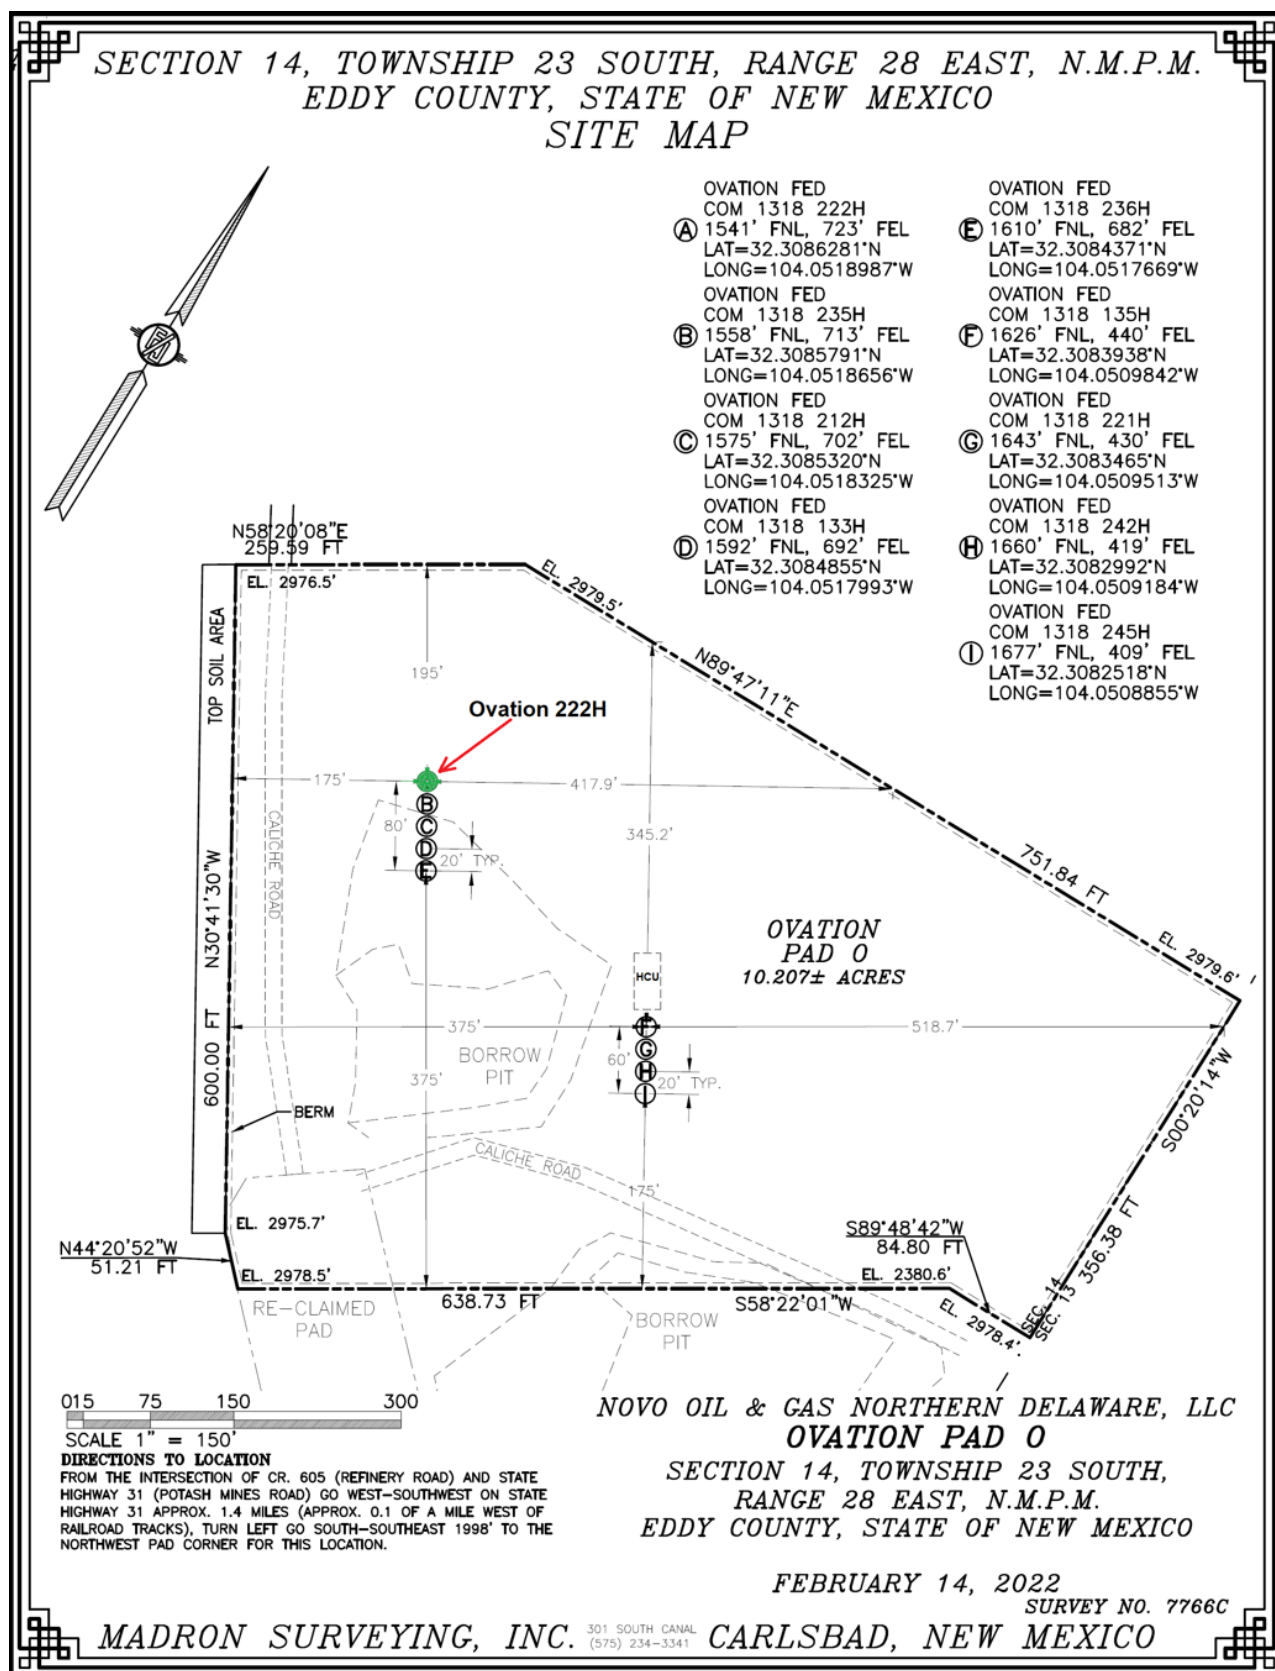 SECTION 14, TOWNSHIP 23 SOUTH, RANGE 28 EAST, N.M.P.M.
EDDY COUNTY, STATE OF NEW MEXICO
SITE MAP
OVATION FED
COM 1318 222H
A 1541' FNL, 723' FEL
LAT=32.3086281°N
LONG=104.0518987°W
OVATION FED
COM 1318 235H
B 1558' FNL, 713' FEL
LAT=32.3085791°N
LONG=104.0518656°W
OVATION FED
COM 1318 212H
C 1575' FNL, 702' FEL
LAT=32.3085320°N
LONG=104.0518325°W
OVATION FED
COM 1318 133H
D 1592' FNL, 692' FEL
LAT=32.3084855°N
LONG=104.0517993°W
OVATION FED
COM 1318 236H
E 1610' FNL, 682' FEL
LAT=32.3084371°N
LONG=104.0517669°W
OVATION FED
COM 1318 135H
F 1626' FNL, 440' FEL
LAT=32.3083938°N
LONG=104.0509842°W
OVATION FED
COM 1318 221H
G 1643' FNL, 430' FEL
LAT=32.3083465°N
LONG=104.0509513°W
OVATION FED
COM 1318 242H
H 1660' FNL, 419' FEL
LAT=32.3082992°N
LONG=104.0509184°W
OVATION FED
COM 1318 245H
I 1677' FNL, 409' FEL
LAT=32.3082518°N
LONG=104.0508855°W
N58°20'08"E
259.59 FT
EL. 2976.5'
EL. 2979.5'
TOP SOIL AREA
195'
N89°47'11"E
Ovation 222H
175'
417.9'
B
C
D
E
80'
20' TYP.
345.2'
CALICHE ROAD
751.84 FT
600.00 FT N30°41'30"W
OVATION
PAD O
10.207± ACRES
EL. 2979.6'
HCU
375'
F
518.7'
G
H
I
60'
20' TYP.
BORROW
PIT
375'
BERM
S00°20'14"W
CALICHE ROAD
175'
EL. 2975.7'
N44°20'52"W
51.21 FT
S89°48'42"W
84.80 FT
356.38 FT
EL. 2978.5'
EL. 2380.6'
SEC. 14
SEC. 13
RE-CLAIMED
PAD
638.73 FT
S58°22'01"W
EL. 2978.4'
BORROW
PIT
015 75 150 300
SCALE 1" = 150'
DIRECTIONS TO LOCATION
FROM THE INTERSECTION OF CR. 605 (REFINERY ROAD) AND STATE
HIGHWAY 31 (POTASH MINES ROAD) GO WEST-SOUTHWEST ON STATE
HIGHWAY 31 APPROX. 1.4 MILES (APPROX. 0.1 OF A MILE WEST OF
RAILROAD TRACKS), TURN LEFT GO SOUTH-SOUTHEAST 1998' TO THE
NORTHWEST PAD CORNER FOR THIS LOCATION.
NOVO OIL & GAS NORTHERN DELAWARE, LLC
OVATION PAD O
SECTION 14, TOWNSHIP 23 SOUTH,
RANGE 28 EAST, N.M.P.M.
EDDY COUNTY, STATE OF NEW MEXICO
FEBRUARY 14, 2022
SURVEY NO. 7766C
MADRON SURVEYING, INC. 301 SOUTH CANAL (575) 234-3341 CARLSBAD, NEW MEXICO